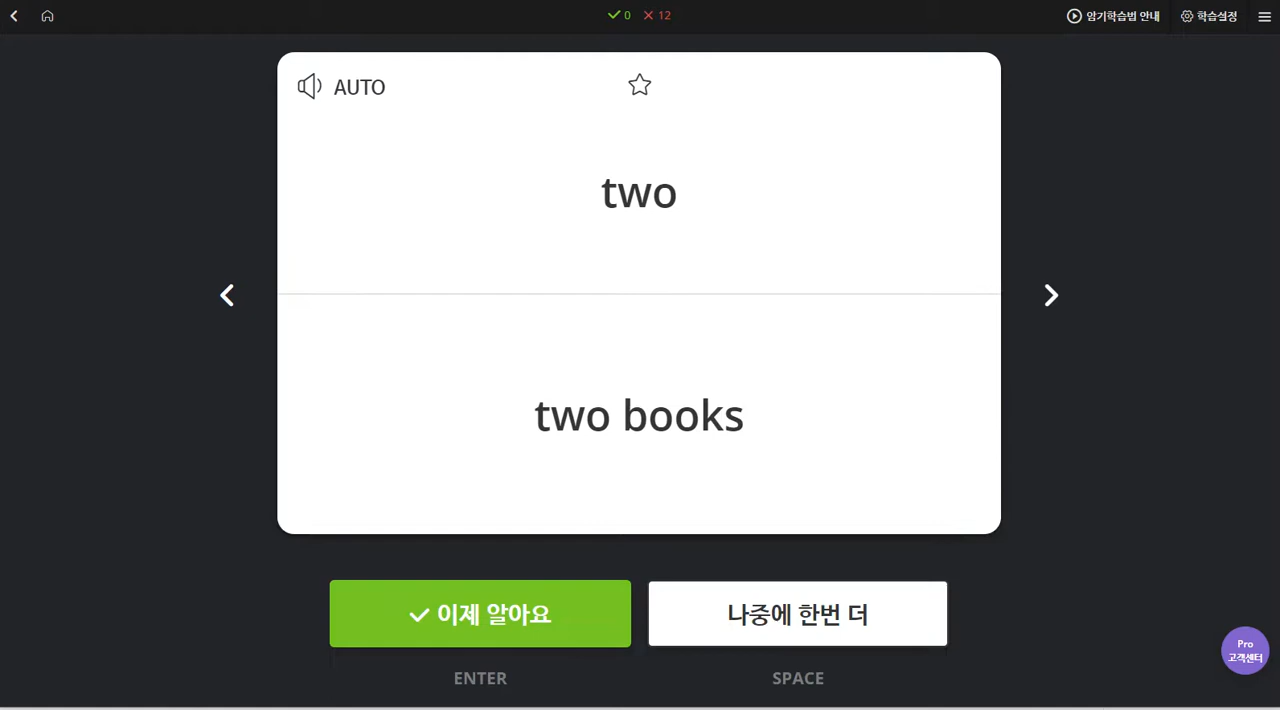 0 12 암기학습법 안내 학습설정
AUTO
two
two books
이제 알아요 나중에 한번 더
ENTER SPACE
Pro
고객센터